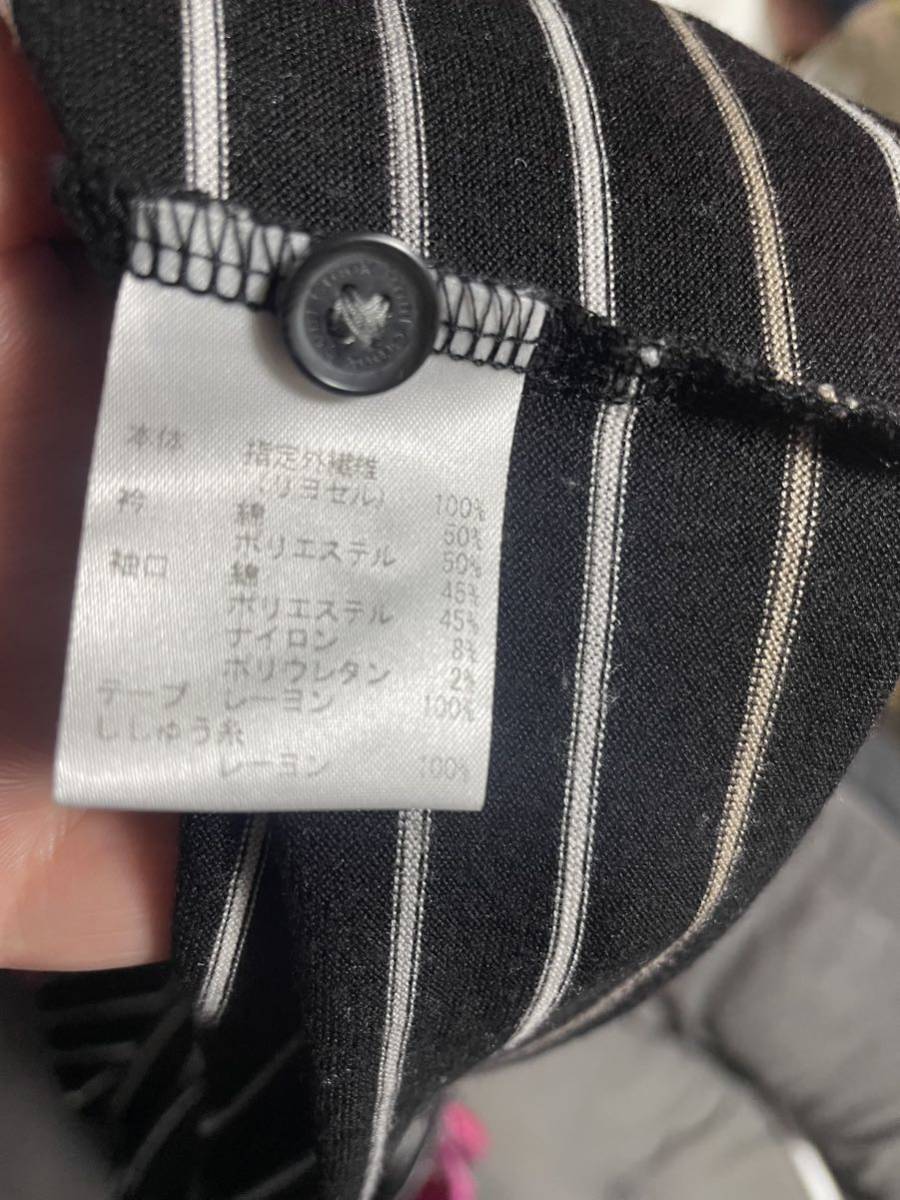 本体 指定外繊維
(リヨセル) 100%
衿 綿 50%
ポリエステル 50%
袖口 綿 45%
ポリエステル 45%
ナイロン 8%
ポリウレタン 2%
テープ レーヨン 100%
ししゅう糸
レーヨン 100%